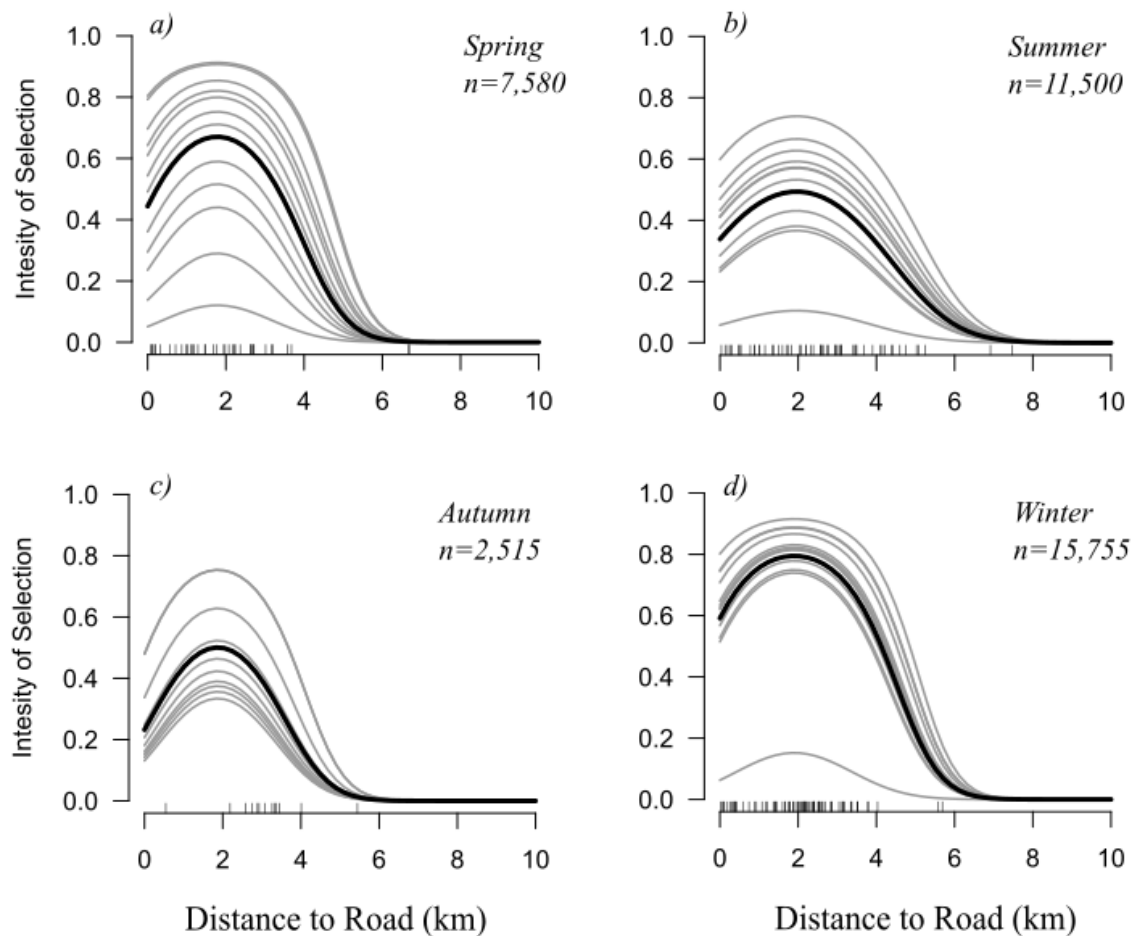 a)
Spring
n=7,580
Intesity of Selection
1.0
0.8
0.6
0.4
0.2
0.0
0 2 4 6 8 10
b)
Summer
n=11,500
1.0
0.8
0.6
0.4
0.2
0.0
0 2 4 6 8 10
c)
Autumn
n=2,515
Intesity of Selection
1.0
0.8
0.6
0.4
0.2
0.0
0 2 4 6 8 10
Distance to Road (km)
d)
Winter
n=15,755
1.0
0.8
0.6
0.4
0.2
0.0
0 2 4 6 8 10
Distance to Road (km)